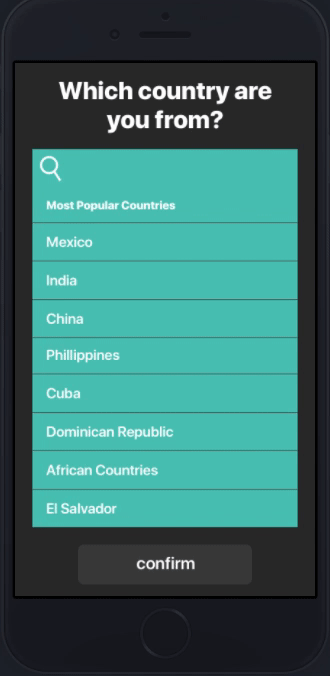 Which country are
you from?
Most Popular Countries
Mexico
India
China
Phillippines
Cuba
Dominican Republic
African Countries
El Salvador
confirm